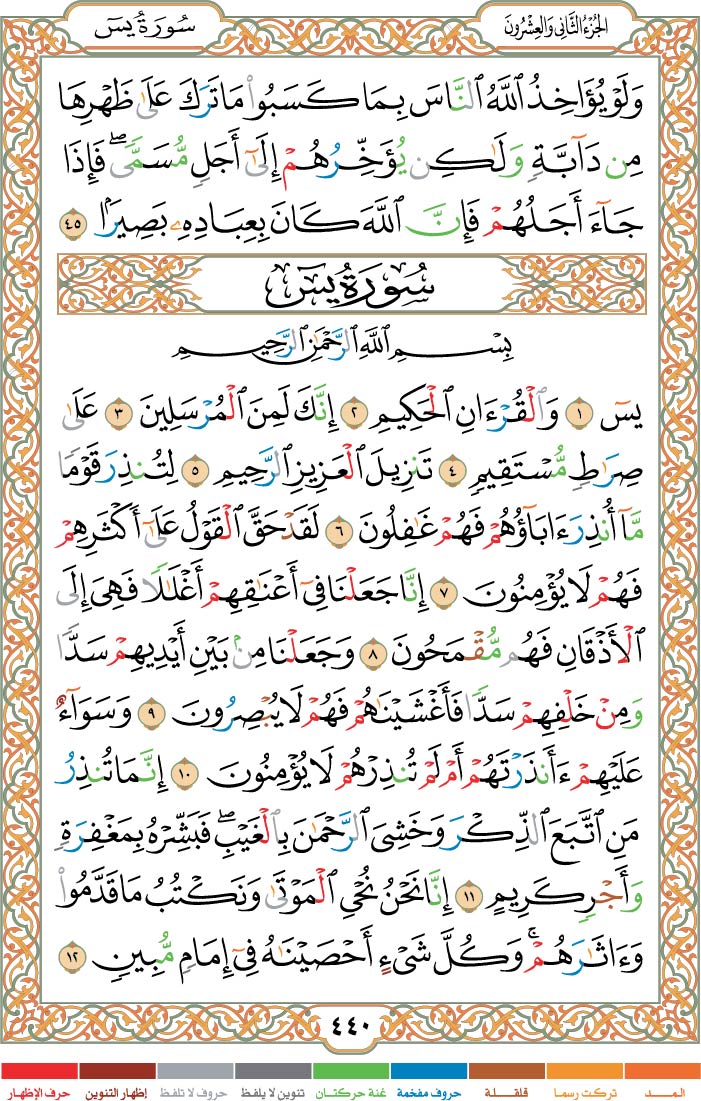 الجُزْءُ الثَّانِي وَالعِشْرُونَ
سُورَةُ يسٓ
وَلَوْ يُؤَاخِذُ ٱللَّهُ ٱلنَّاسَ بِمَا كَسَبُوا۟ مَا تَرَكَ عَلَىٰ ظَهْرِهَا
مِن دَآبَّةٍۢ وَلَـٰكِن يُؤَخِّرُهُمْ إِلَىٰٓ أَجَلٍۢ مُّسَمًّۭى ۖ فَإِذَا
جَآءَ أَجَلُهُمْ فَإِنَّ ٱللَّهَ كَانَ بِعِبَادِهِۦ بَصِيرًۢا ٤٥
سُورَةُ يسٓ
بِسْمِ ٱللَّهِ ٱلرَّحْمَـٰنِ ٱلرَّحِيمِ
يسٓ ١ وَٱلْقُرْءَانِ ٱلْحَكِيمِ ٢ إِنَّكَ لَمِنَ ٱلْمُرْسَلِينَ ٣ عَلَىٰ
صِرَٰطٍۢ مُّسْتَقِيمٍۢ ٤ تَنزِيلَ ٱلْعَزِيزِ ٱلرَّحِيمِ ٥ لِتُنذِرَ قَوْمًۭا
مَّآ أُنذِرَ ءَابَآؤُهُمْ فَهُمْ غَـٰفِلُونَ ٦ لَقَدْ حَقَّ ٱلْقَوْلُ عَلَىٰٓ أَكْثَرِهِمْ
فَهُمْ لَا يُؤْمِنُونَ ٧ إِنَّا جَعَلْنَا فِىٓ أَعْنَـٰقِهِمْ أَغْلَـٰلًۭا فَهِىَ إِلَى
ٱلْأَذْقَانِ فَهُم مُّقْمَحُونَ ٨ وَجَعَلْنَا مِنۢ بَيْنِ أَيْدِيهِمْ سَدًّۭا
وَمِنْ خَلْفِهِمْ سَدًّۭا فَأَغْشَيْنَـٰهُمْ فَهُمْ لَا يُبْصِرُونَ ٩ وَسَوَآءٌ
عَلَيْهِمْ ءَأَنذَرْتَهُمْ أَمْ لَمْ تُنذِرْهُمْ لَا يُؤْمِنُونَ ١٠ إِنَّمَا تُنذِرُ
مَنِ ٱتَّبَعَ ٱلذِّكْرَ وَخَشِىَ ٱلرَّحْمَـٰنَ بِٱلْغَيْبِ ۖ فَبَشِّرْهُ بِمَغْفِرَةٍۢ
وَأَجْرٍۢ كَرِيمٍ ١١ إِنَّا نَحْنُ نُحْىِ ٱلْمَوْتَىٰ وَنَكْتُبُ مَا قَدَّمُوا۟
وَءَاثَـٰرَهُمْ ۚ وَكُلَّ شَىْءٍ أَحْصَيْنَـٰهُ فِىٓ إِمَامٍۢ مُّبِينٍۢ ١٢
٤٤٠
المــد تركت رسما قلقلة حروف مفخمة غنة حركتان تنوين لا يلفظ حروف لا تلفظ إظهار التنوين حرف الإظهار